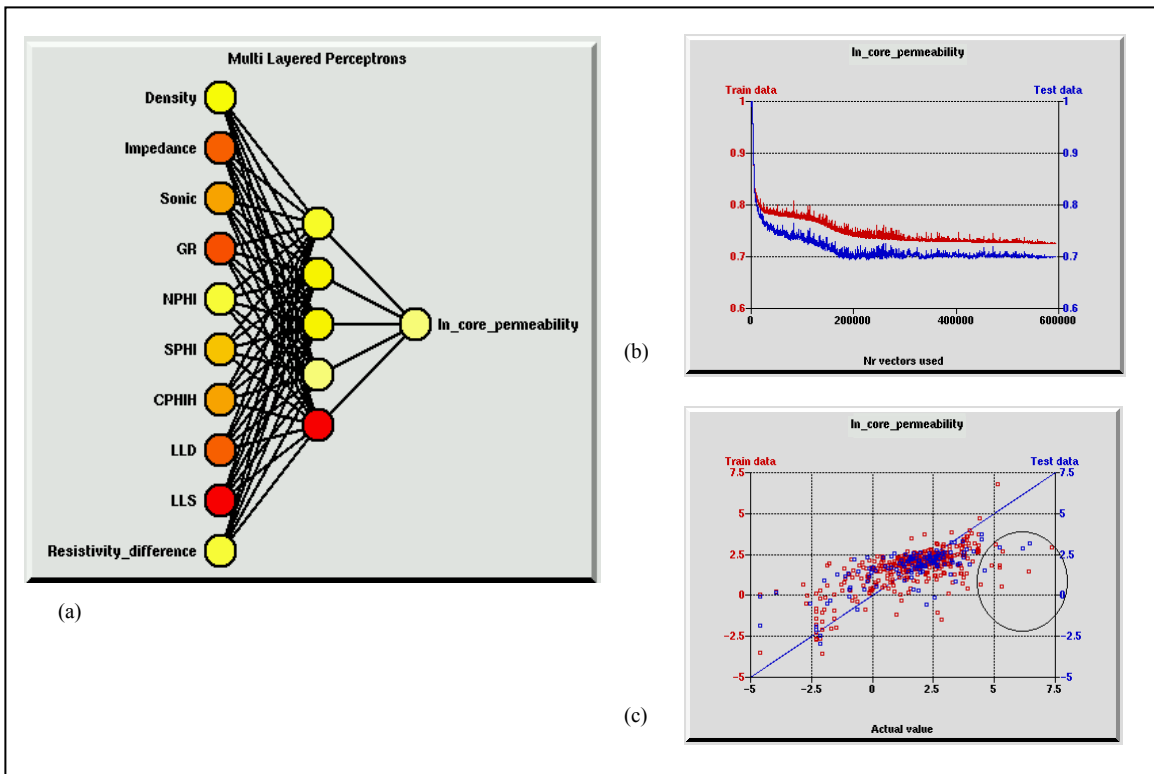 Multi Layered Perceptrons
Density
Impedance
Sonic
GR
NPHI
SPHI
CPHIH
LLD
LLS
Resistivity_difference
In_core_permeability
(a)
In_core_permeability
Train data
Test data
1
1
0.9
0.9
0.8
0.8
0.7
0.7
0.6
0.6
0
200000
400000
600000
Nr vectors used
(b)
In_core_permeability
Train data
Test data
7.5
7.5
5
5
2.5
2.5
0
0
-2.5
-2.5
-5
-5
-5
-2.5
0
2.5
5
7.5
Actual value
(c)